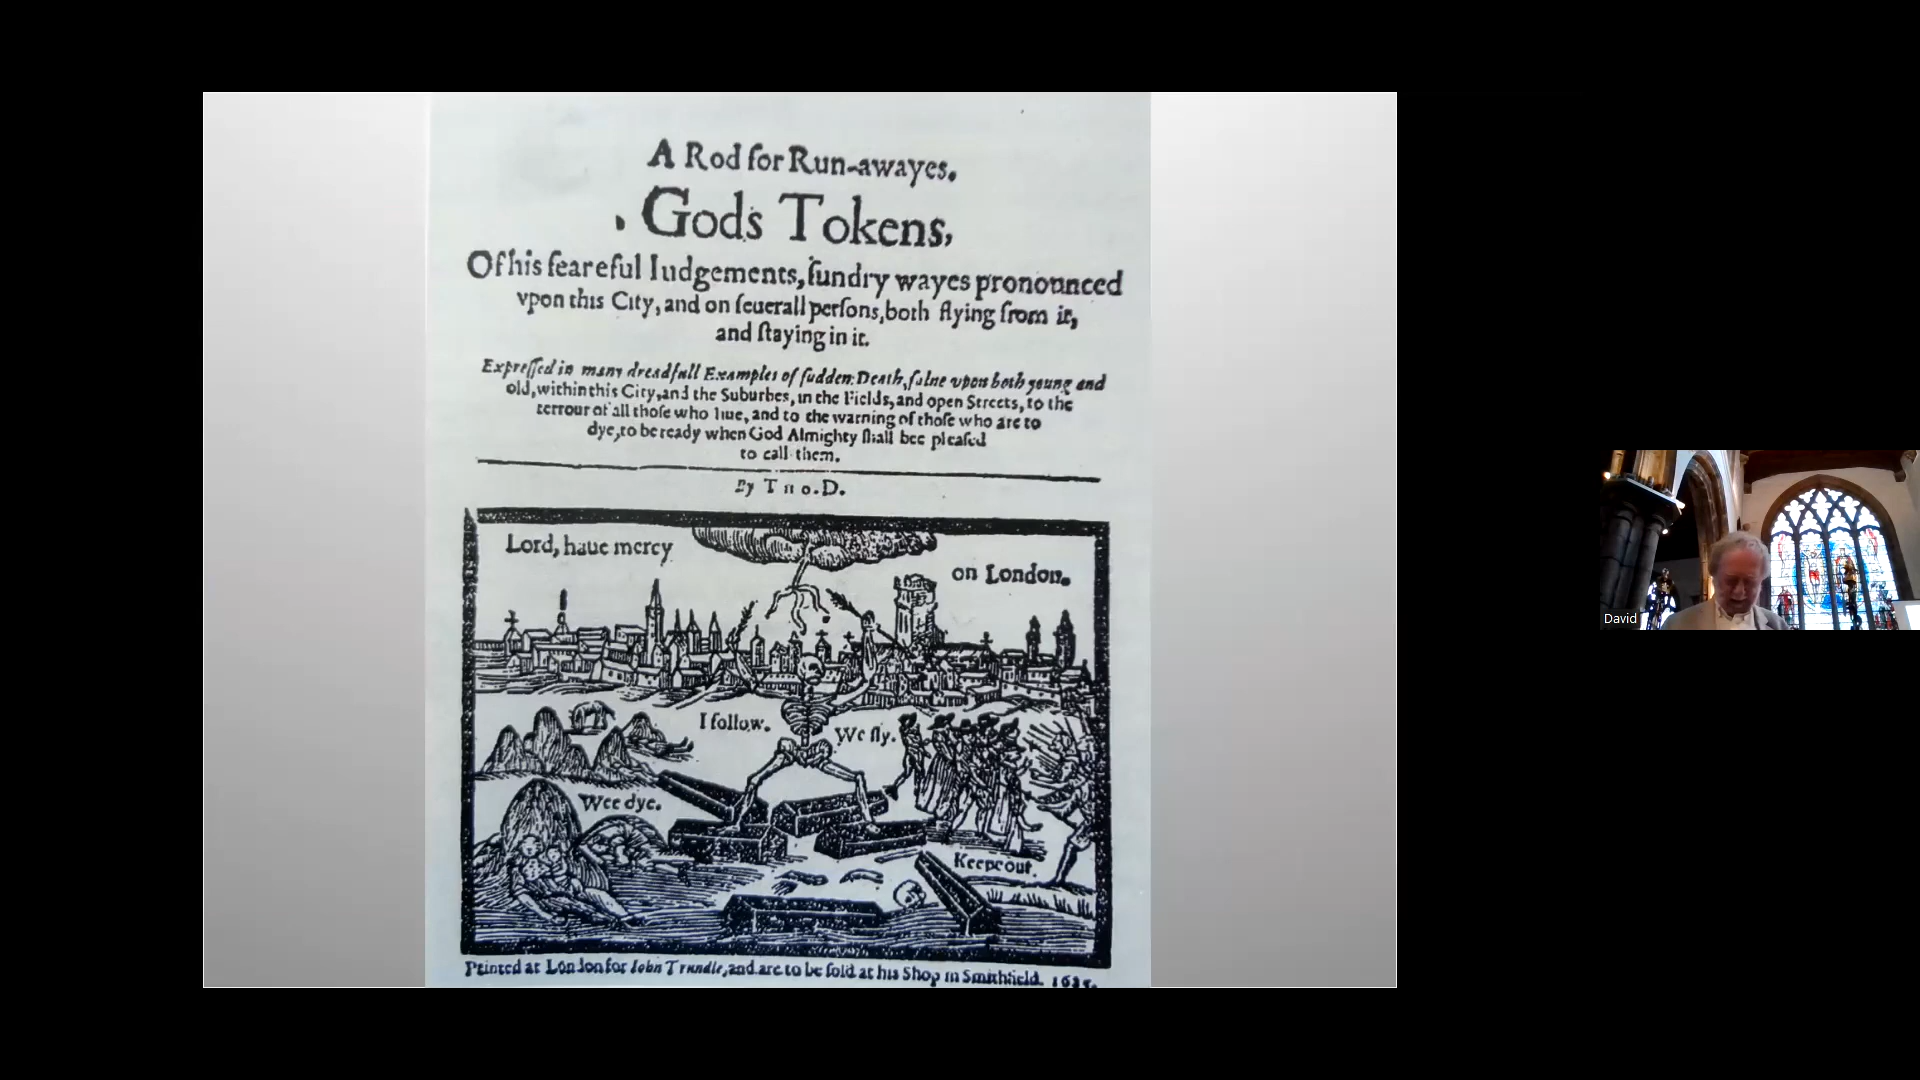 A Rod for Run-awayes.
Gods Tokens,
Of his feareful Iudgements, ſundry wayes pronounced
vpon this City, and on ſeuerall perſons, both flying from it,
and ſtaying in it.
Expreſſed in many dreadfull Examples of ſudden Death, falne vpon both young and
old, within this City, and the Suburbes, in the Fields, and open Streets, to the
terrour of all thoſe who liue, and to the warning of thoſe who are to
dye, to be ready when God Almighty ſhall bee pleaſed
to call them.
By Tho. D.
Lord, haue mercy
on London.
I follow.
We fly.
Wee dye.
Keepe out.
Printed at London for Iohn Trundle, and are to be ſold at his Shop in Smithfield. 1625.
David